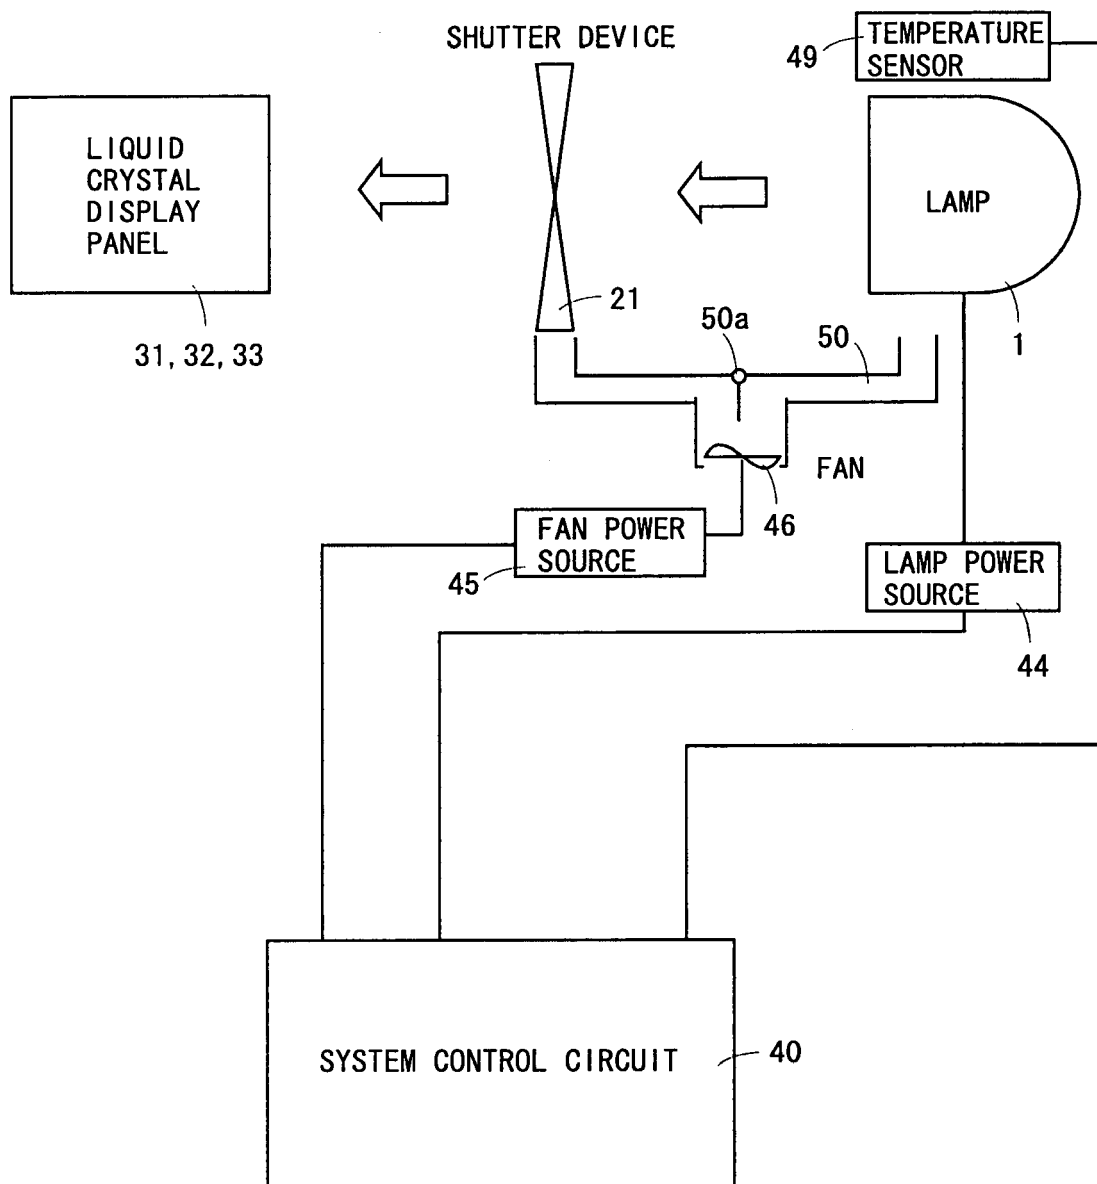 SHUTTER DEVICE
49
TEMPERATURE
SENSOR
LIQUID
CRYSTAL
DISPLAY
PANEL
LAMP
21
50a
50
1
31, 32, 33
FAN
46
FAN POWER
SOURCE
45
LAMP POWER
SOURCE
44
SYSTEM CONTROL CIRCUIT
40